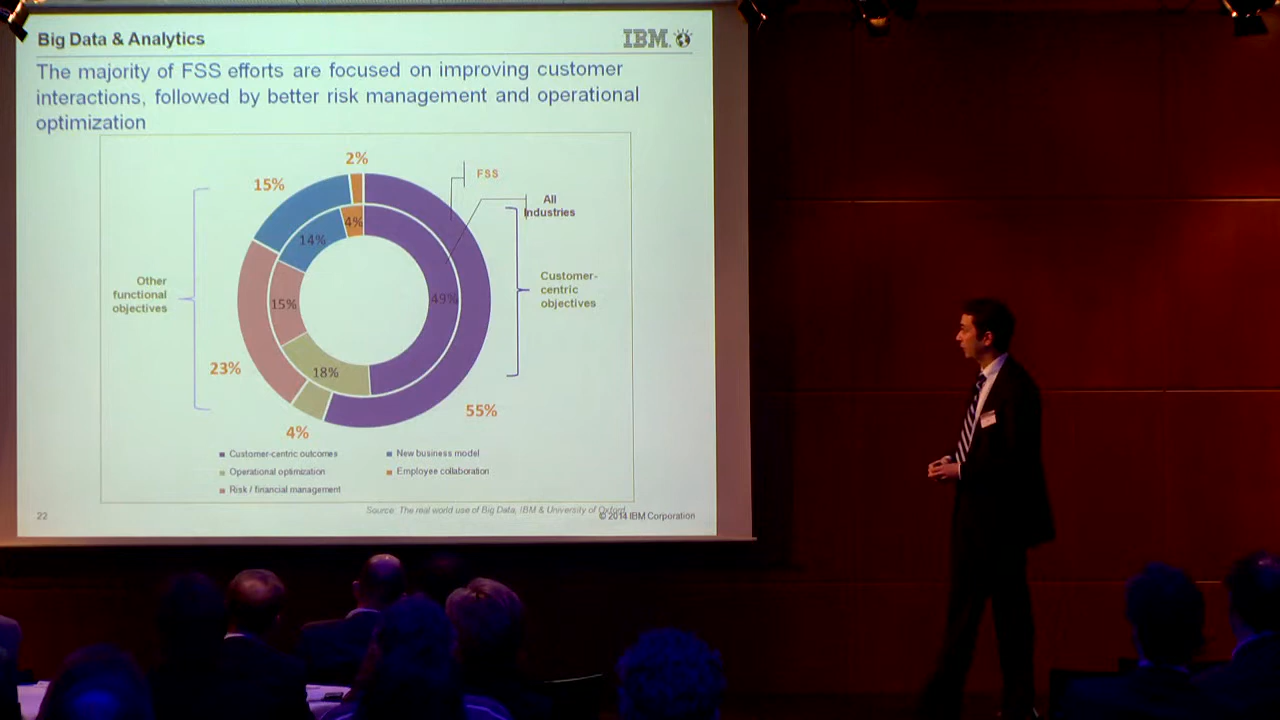 Big Data & Analytics
IBM
The majority of FSS efforts are focused on improving customer
interactions, followed by better risk management and operational
optimization
2%
15%
FSS
4%
All
Industries
14%
Other
functional
objectives
Customer-
centric
objectives
15%
49%
23%
18%
55%
4%
Customer-centric outcomes
New business model
Operational optimization
Employee collaboration
Risk / financial management
Source: The real world use of Big Data, IBM & University of Oxford
22
© 2014 IBM Corporation